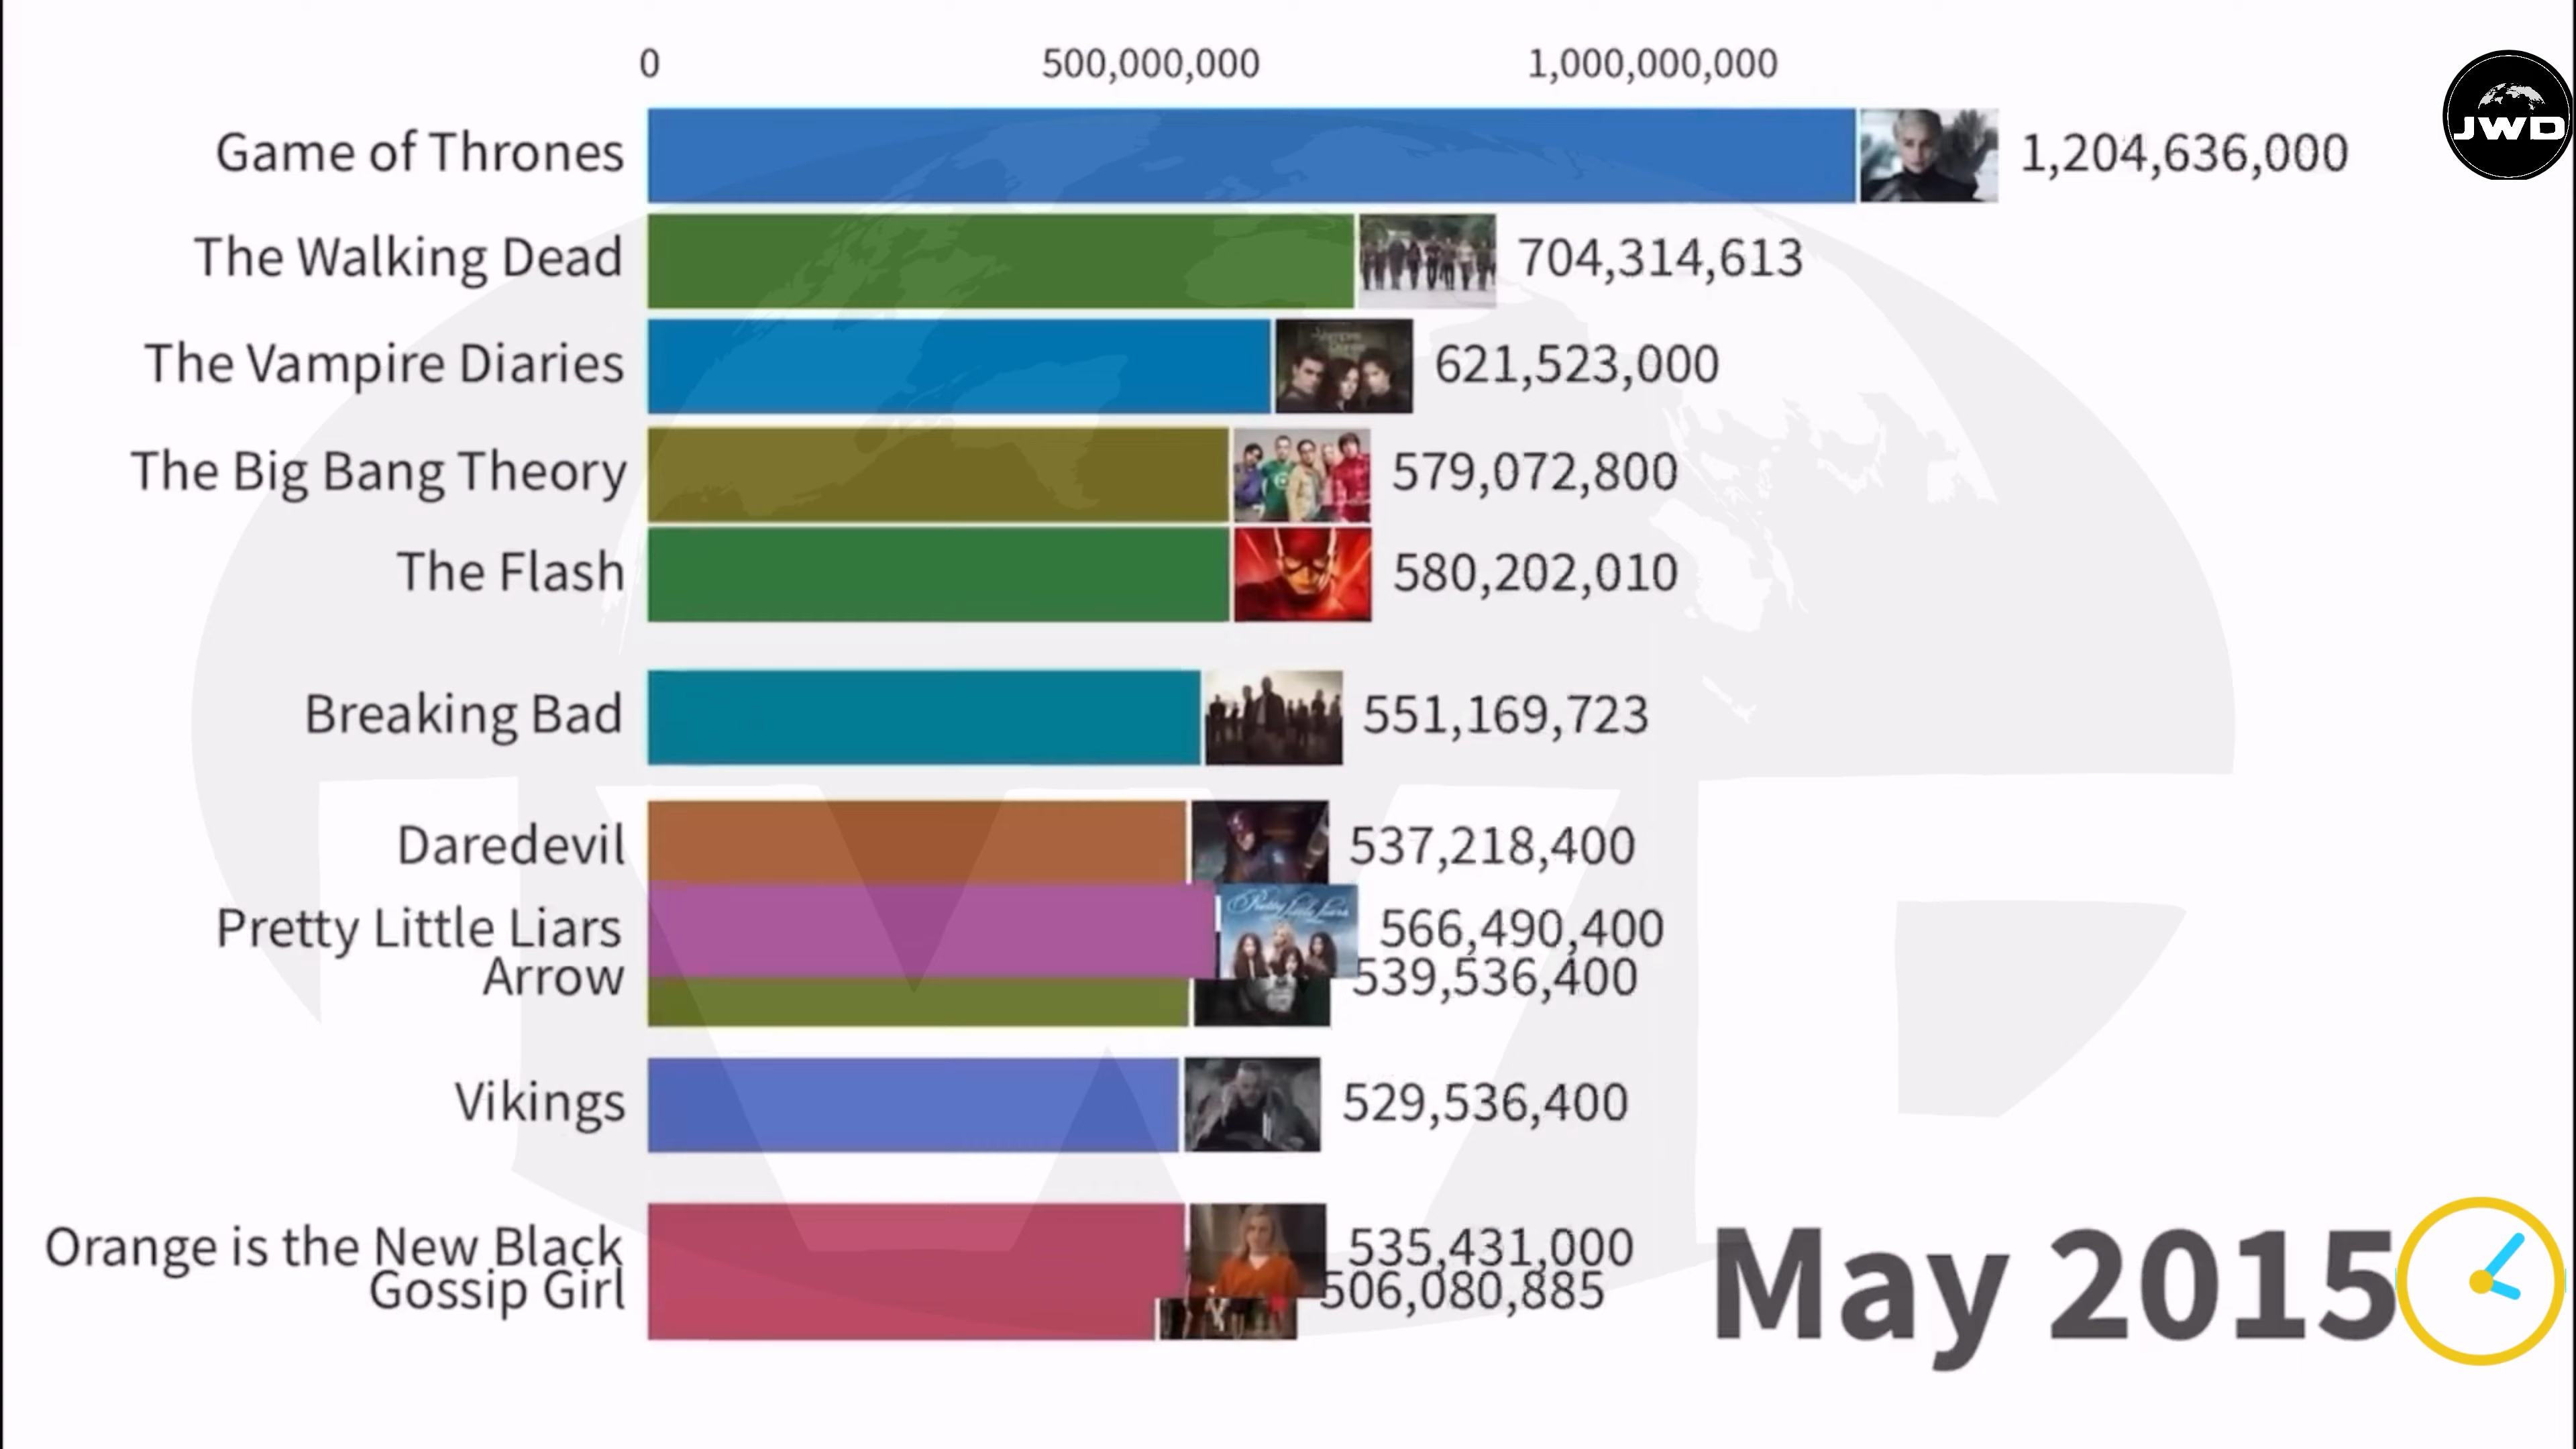 0 500,000,000 1,000,000,000
JWD
Game of Thrones 1,204,636,000
The Walking Dead 704,314,613
The Vampire Diaries 621,523,000
The Big Bang Theory 579,072,800
The Flash 580,202,010
Breaking Bad 551,169,723
Daredevil 537,218,400
Pretty Little Liars 566,490,400
Arrow 539,536,400
Vikings 529,536,400
Orange is the New Black 535,431,000
Gossip Girl 506,080,885
May 2015